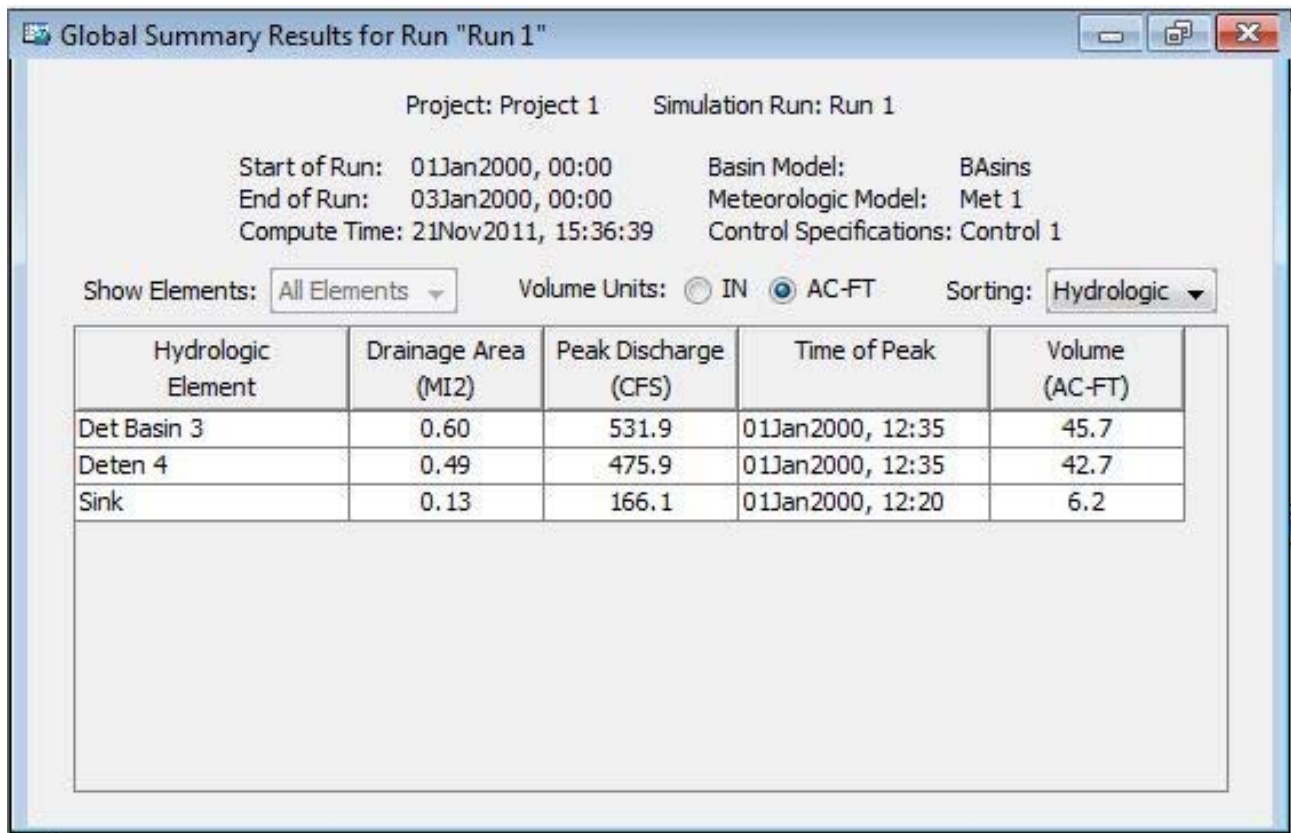 Global Summary Results for Run "Run 1"
Project: Project 1 Simulation Run: Run 1
Start of Run: 01Jan2000, 00:00 Basin Model: BAsins
End of Run: 03Jan2000, 00:00 Meteorologic Model: Met 1
Compute Time: 21Nov2011, 15:36:39 Control Specifications: Control 1
Show Elements: All Elements Volume Units: IN AC-FT Sorting: Hydrologic
Hydrologic Drainage Area Peak Discharge Time of Peak Volume
Element (MI2) (CFS) (AC-FT)
Det Basin 3 0.60 531.9 01Jan2000, 12:35 45.7
Deten 4 0.49 475.9 01Jan2000, 12:35 42.7
Sink 0.13 166.1 01Jan2000, 12:20 6.2